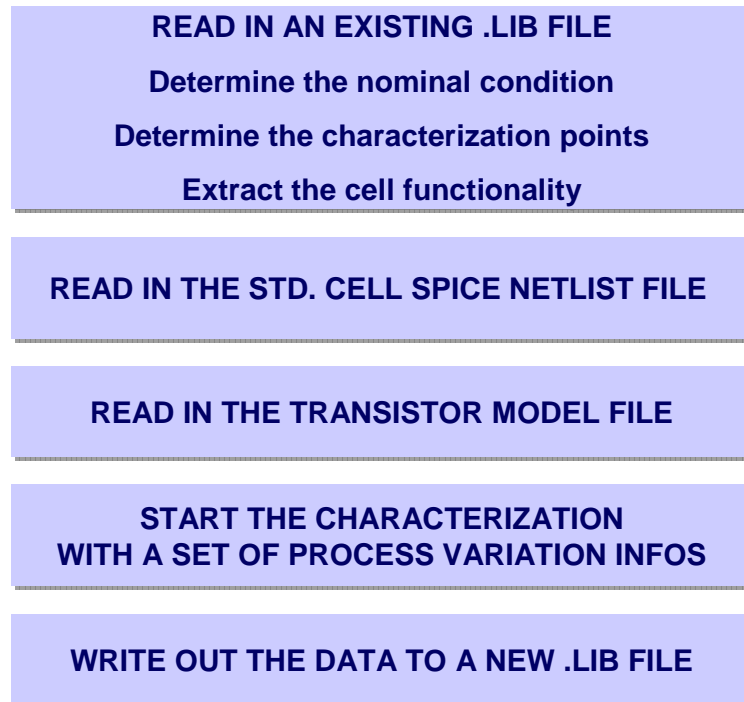 READ IN AN EXISTING .LIB FILE
Determine the nominal condition
Determine the characterization points
Extract the cell functionality
READ IN THE STD. CELL SPICE NETLIST FILE
READ IN THE TRANSISTOR MODEL FILE
START THE CHARACTERIZATION
WITH A SET OF PROCESS VARIATION INFOS
WRITE OUT THE DATA TO A NEW .LIB FILE